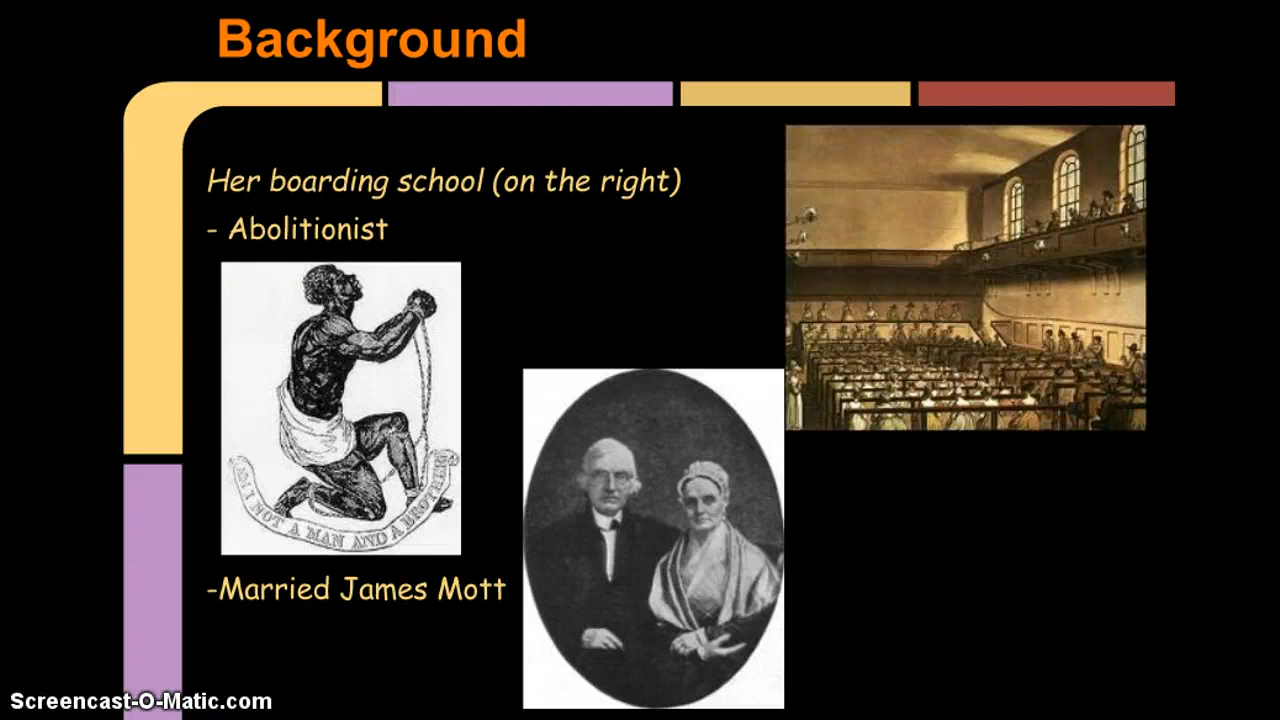 Background
Her boarding school (on the right)
- Abolitionist
AM I NOT A MAN AND A BROTHER
-Married James Mott
Screencast-O-Matic.com